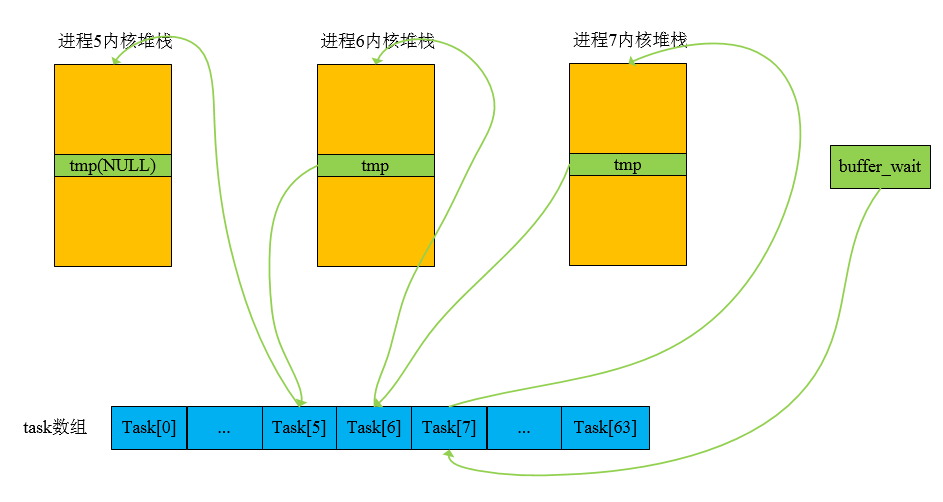 进程5内核堆栈
进程6内核堆栈
进程7内核堆栈
tmp(NULL)
tmp
tmp
buffer_wait
task数组
Task[0]
...
Task[5]
Task[6]
Task[7]
...
Task[63]